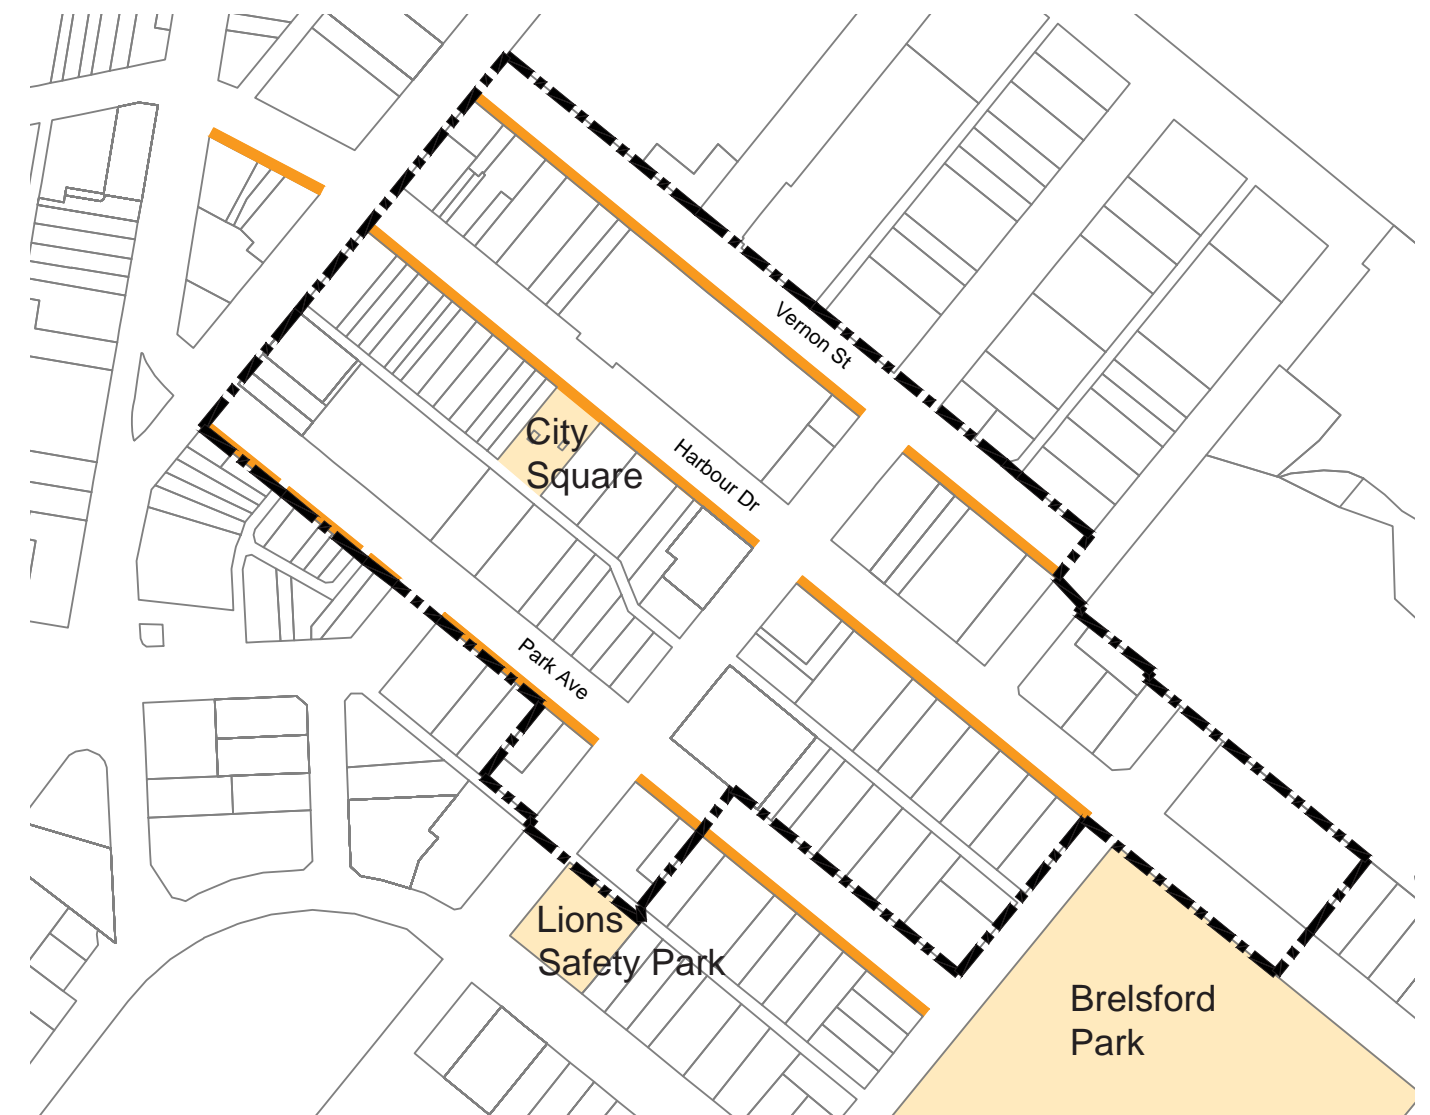 Vernon St
City
Square
Harbour Dr
Park Ave
Lions
Safety Park
Brelsford
Park